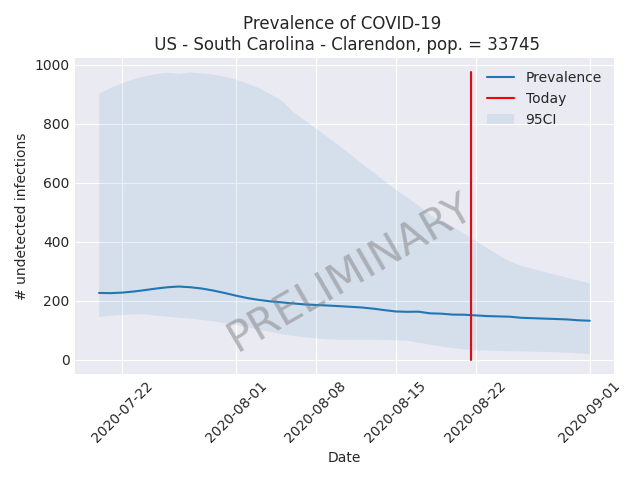 Prevalence of COVID-19
US - South Carolina - Clarendon, pop. = 33745
# undetected infections
1000
800
600
400
200
0
Prevalence
Today
95CI
PRELIMINARY
2020-07-22
2020-08-01
2020-08-08
2020-08-15
2020-08-22
2020-09-01
Date